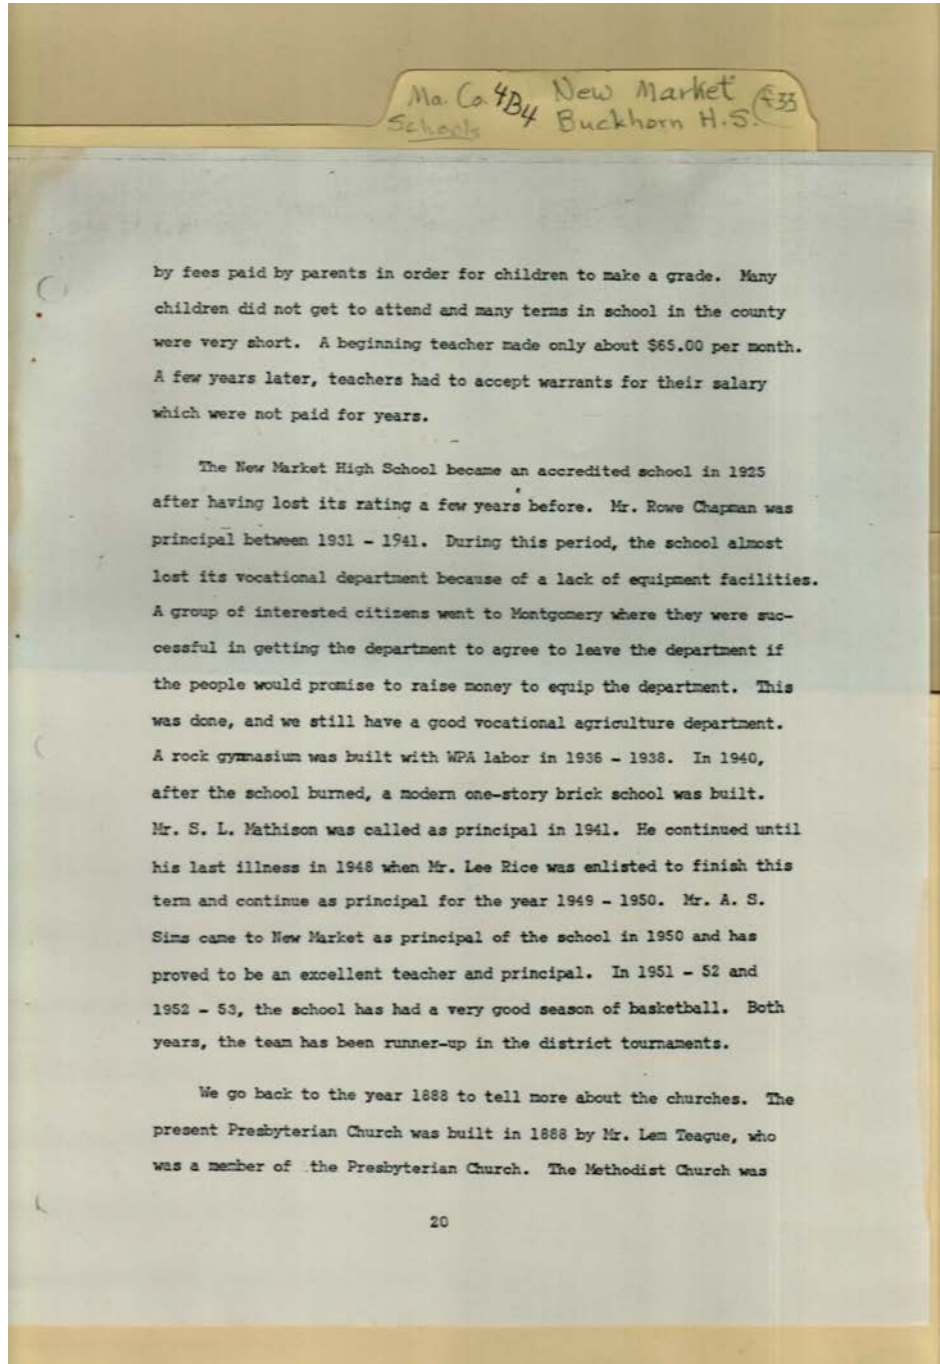 Ma. Co. 4B4 New Market
Schools Buckhorn H.S. 33
by fees paid by parents in order for children to make a grade.  Many
children did not get to attend and many terms in school in the county
were very short.  A beginning teacher made only about $65.00 per month.
A few years later, teachers had to accept warrants for their salary
which were not paid for years.
The New Market High School became an accredited school in 1925
after having lost its rating a few years before.  Mr. Rowe Chapman was
principal between 1931 - 1941.  During this period, the school almost
lost its vocational department because of a lack of equipment facilities.
A group of interested citizens went to Montgomery where they were suc-
cessful in getting the department to agree to leave the department if
the people would promise to raise money to equip the department.  This
was done, and we still have a good vocational agriculture department.
A rock gymnasium was built with WPA labor in 1936 - 1938.  In 1940,
after the school burned, a modern one-story brick school was built.
Mr. S. L. Mathison was called as principal in 1941.  He continued until
his last illness in 1948 when Mr. Lee Rice was enlisted to finish this
term and continue as principal for the year 1949 - 1950.  Mr. A. S.
Sims came to New Market as principal of the school in 1950 and has
proved to be an excellent teacher and principal.  In 1951 - 52 and
1952 - 53, the school has had a very good season of basketball.  Both
years, the team has been runner-up in the district tournaments.
We go back to the year 1888 to tell more about the churches.  The
present Presbyterian Church was built in 1888 by Mr. Lem Teague, who
was a member of the Presbyterian Church.  The Methodist Church was
20